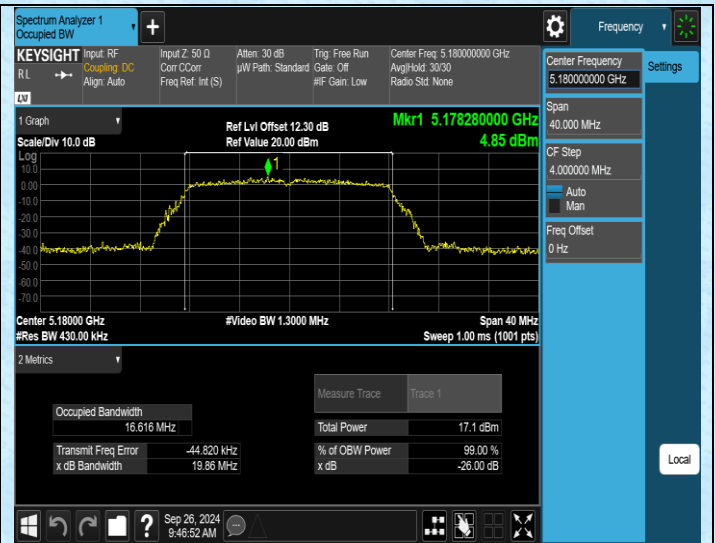 Spectrum Analyzer 1
Occupied BW
+
Frequency
KEYSIGHT
RL
LXI
Input: RF
Coupling: DC
Align: Auto
Input Z: 50 Ω
Corr CCorr
Freq Ref: Int (S)
Atten: 30 dB
µW Path: Standard
Trig: Free Run
Gate: Off
#IF Gain: Low
Center Freq: 5.180000000 GHz
Avg|Hold: 30/30
Radio Std: None
Center Frequency
5.180000000 GHz
Settings
Span
40.000 MHz
CF Step
4.000000 MHz
Auto
Man
Freq Offset
0 Hz
Local
1 Graph
Scale/Div 10.0 dB
Ref Lvl Offset 12.30 dB
Ref Value 20.00 dBm
Mkr1 5.178280000 GHz
4.85 dBm
Log
10.0
0.00
-10.0
-20.0
-30.0
-40.0
-50.0
-60.0
-70.0
1
Center 5.18000 GHz
#Res BW 430.00 kHz
#Video BW 1.3000 MHz
Span 40 MHz
Sweep 1.00 ms (1001 pts)
2 Metrics
Measure Trace
Trace 1
Occupied Bandwidth
16.616 MHz
Total Power
17.1 dBm
Transmit Freq Error
-44.820 kHz
% of OBW Power
99.00 %
x dB Bandwidth
19.86 MHz
x dB
-26.00 dB
?
Sep 26, 2024
9:46:52 AM